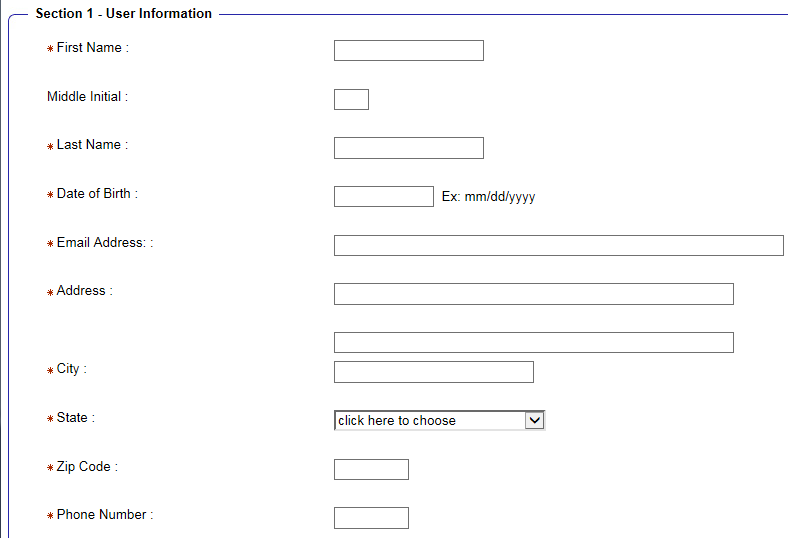 Section 1 - User Information
* First Name :
Middle Initial :
* Last Name :
* Date of Birth : Ex: mm/dd/yyyy
* Email Address: :
* Address :
* City :
* State : click here to choose
* Zip Code :
* Phone Number :